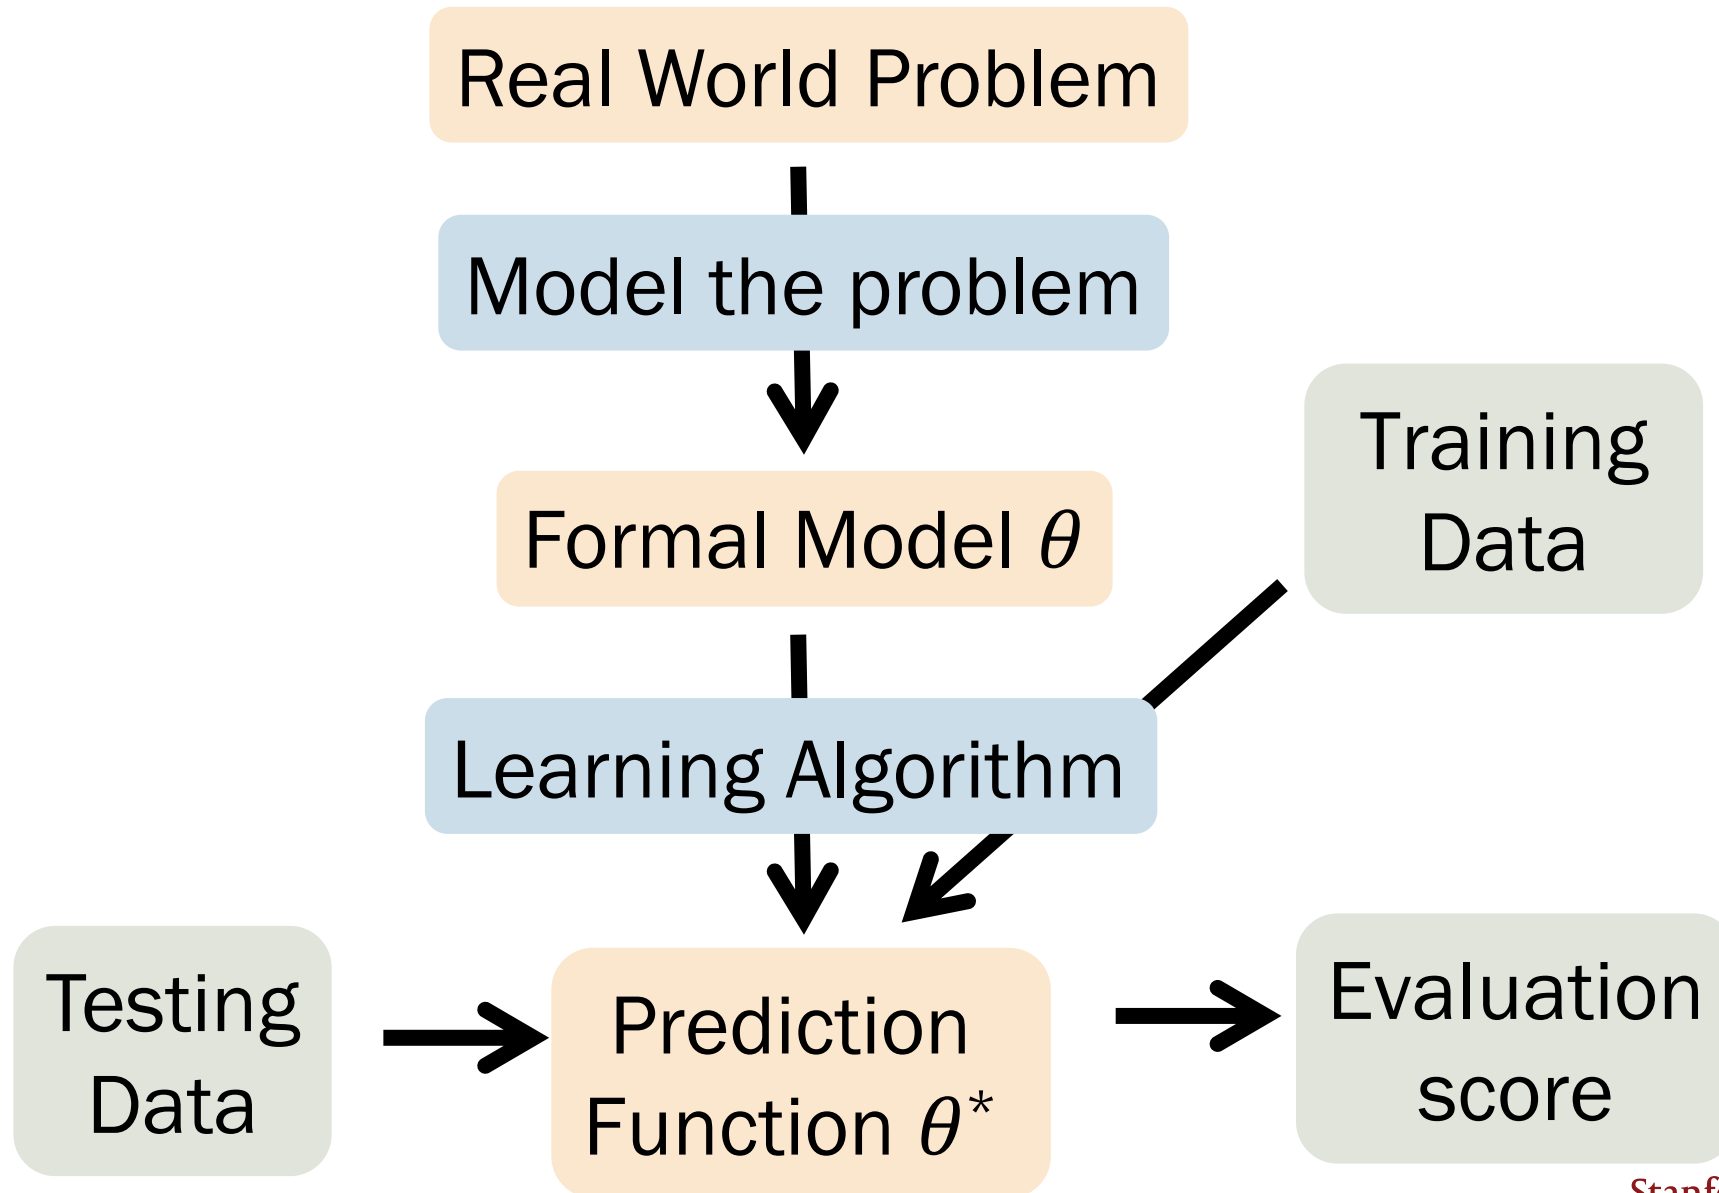 Real World Problem
Model the problem
Formal Model θ
Training
Data
Learning Algorithm
Testing
Data
Prediction
Function θ*
Evaluation
score